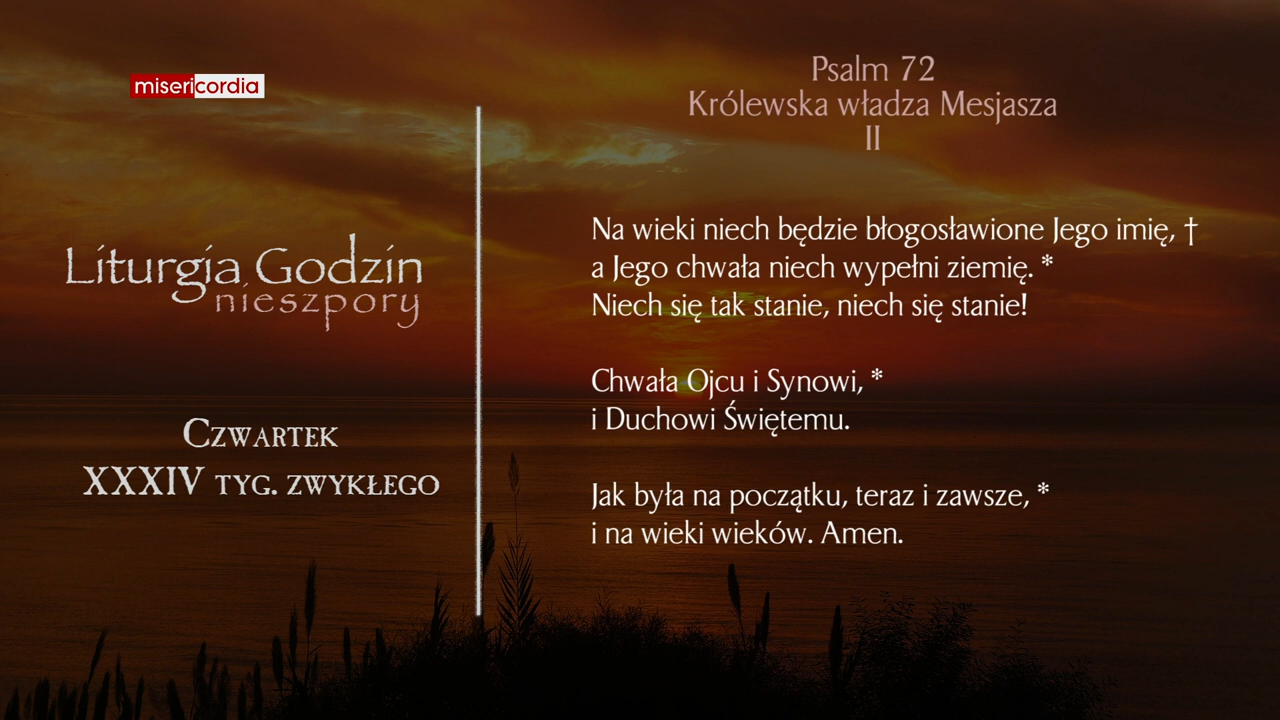 misericordia
Liturgia Godzin
nieszpory
Czwartek
XXXIV tyg. zwykłego
Psalm 72
Królewska władza Mesjasza
II
Na wieki niech będzie błogosławione Jego imię, †
a Jego chwała niech wypełni ziemię. *
Niech się tak stanie, niech się stanie!
Chwała Ojcu i Synowi, *
i Duchowi Świętemu.
Jak była na początku, teraz i zawsze, *
i na wieki wieków. Amen.